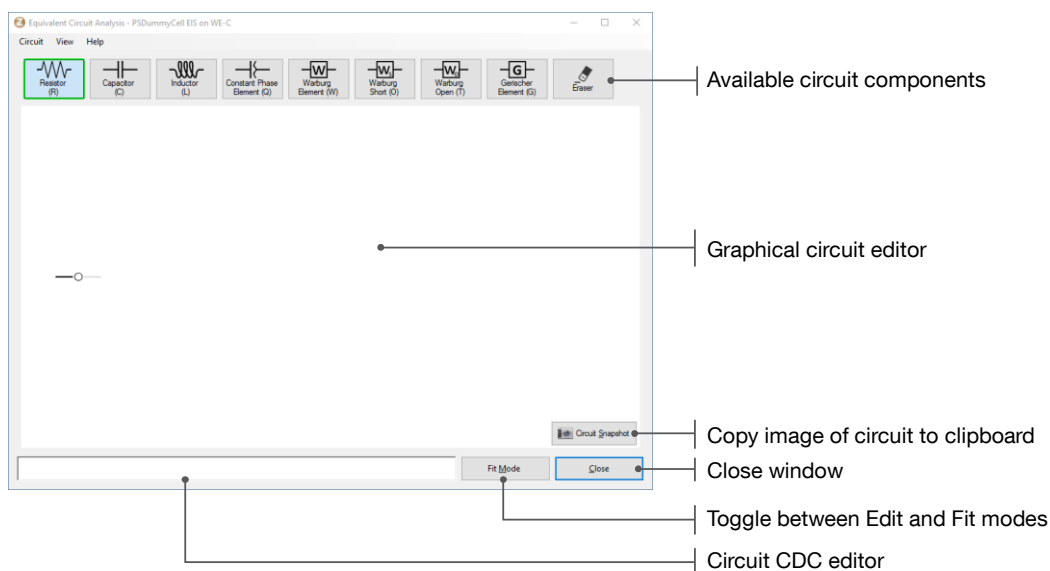 Equivalent Circuit Analysis - PSDummyCell EIS on WE-C
Circuit View Help
Resistor
(R)
Capacitor
(C)
Inductor
(L)
Constant Phase
Element (Q)
W
Warburg
Element (W)
Ws
Warburg
Short (O)
Wo
Warburg
Open (T)
G
Gerischer
Element (G)
Eraser
Available circuit components
Graphical circuit editor
Circuit Snapshot
Copy image of circuit to clipboard
Fit Mode
Close
Close window
Toggle between Edit and Fit modes
Circuit CDC editor